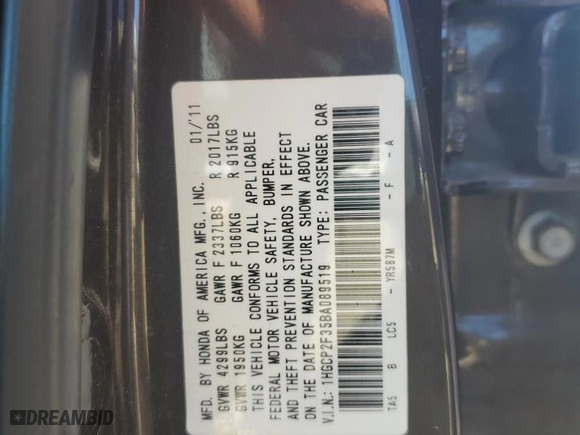 MFD. BY HONDA OF AMERICA MFG., INC. 01/'11
GVWR 4299LBS GAWR F 2337LBS R 2017LBS
GVWR 1950KG GAWR F 1060KG R 915KG
THIS VEHICLE CONFORMS TO ALL APPLICABLE
FEDERAL MOTOR VEHICLE SAFETY, BUMPER,
AND THEFT PREVENTION STANDARDS IN EFFECT
ON THE DATE OF MANUFACTURE SHOWN ABOVE.
V.I.N.: 1HGCP2F35BA089519 TYPE: PASSENGER CAR
TA5 B LC5 - YR587M - F - A
DREAMBID